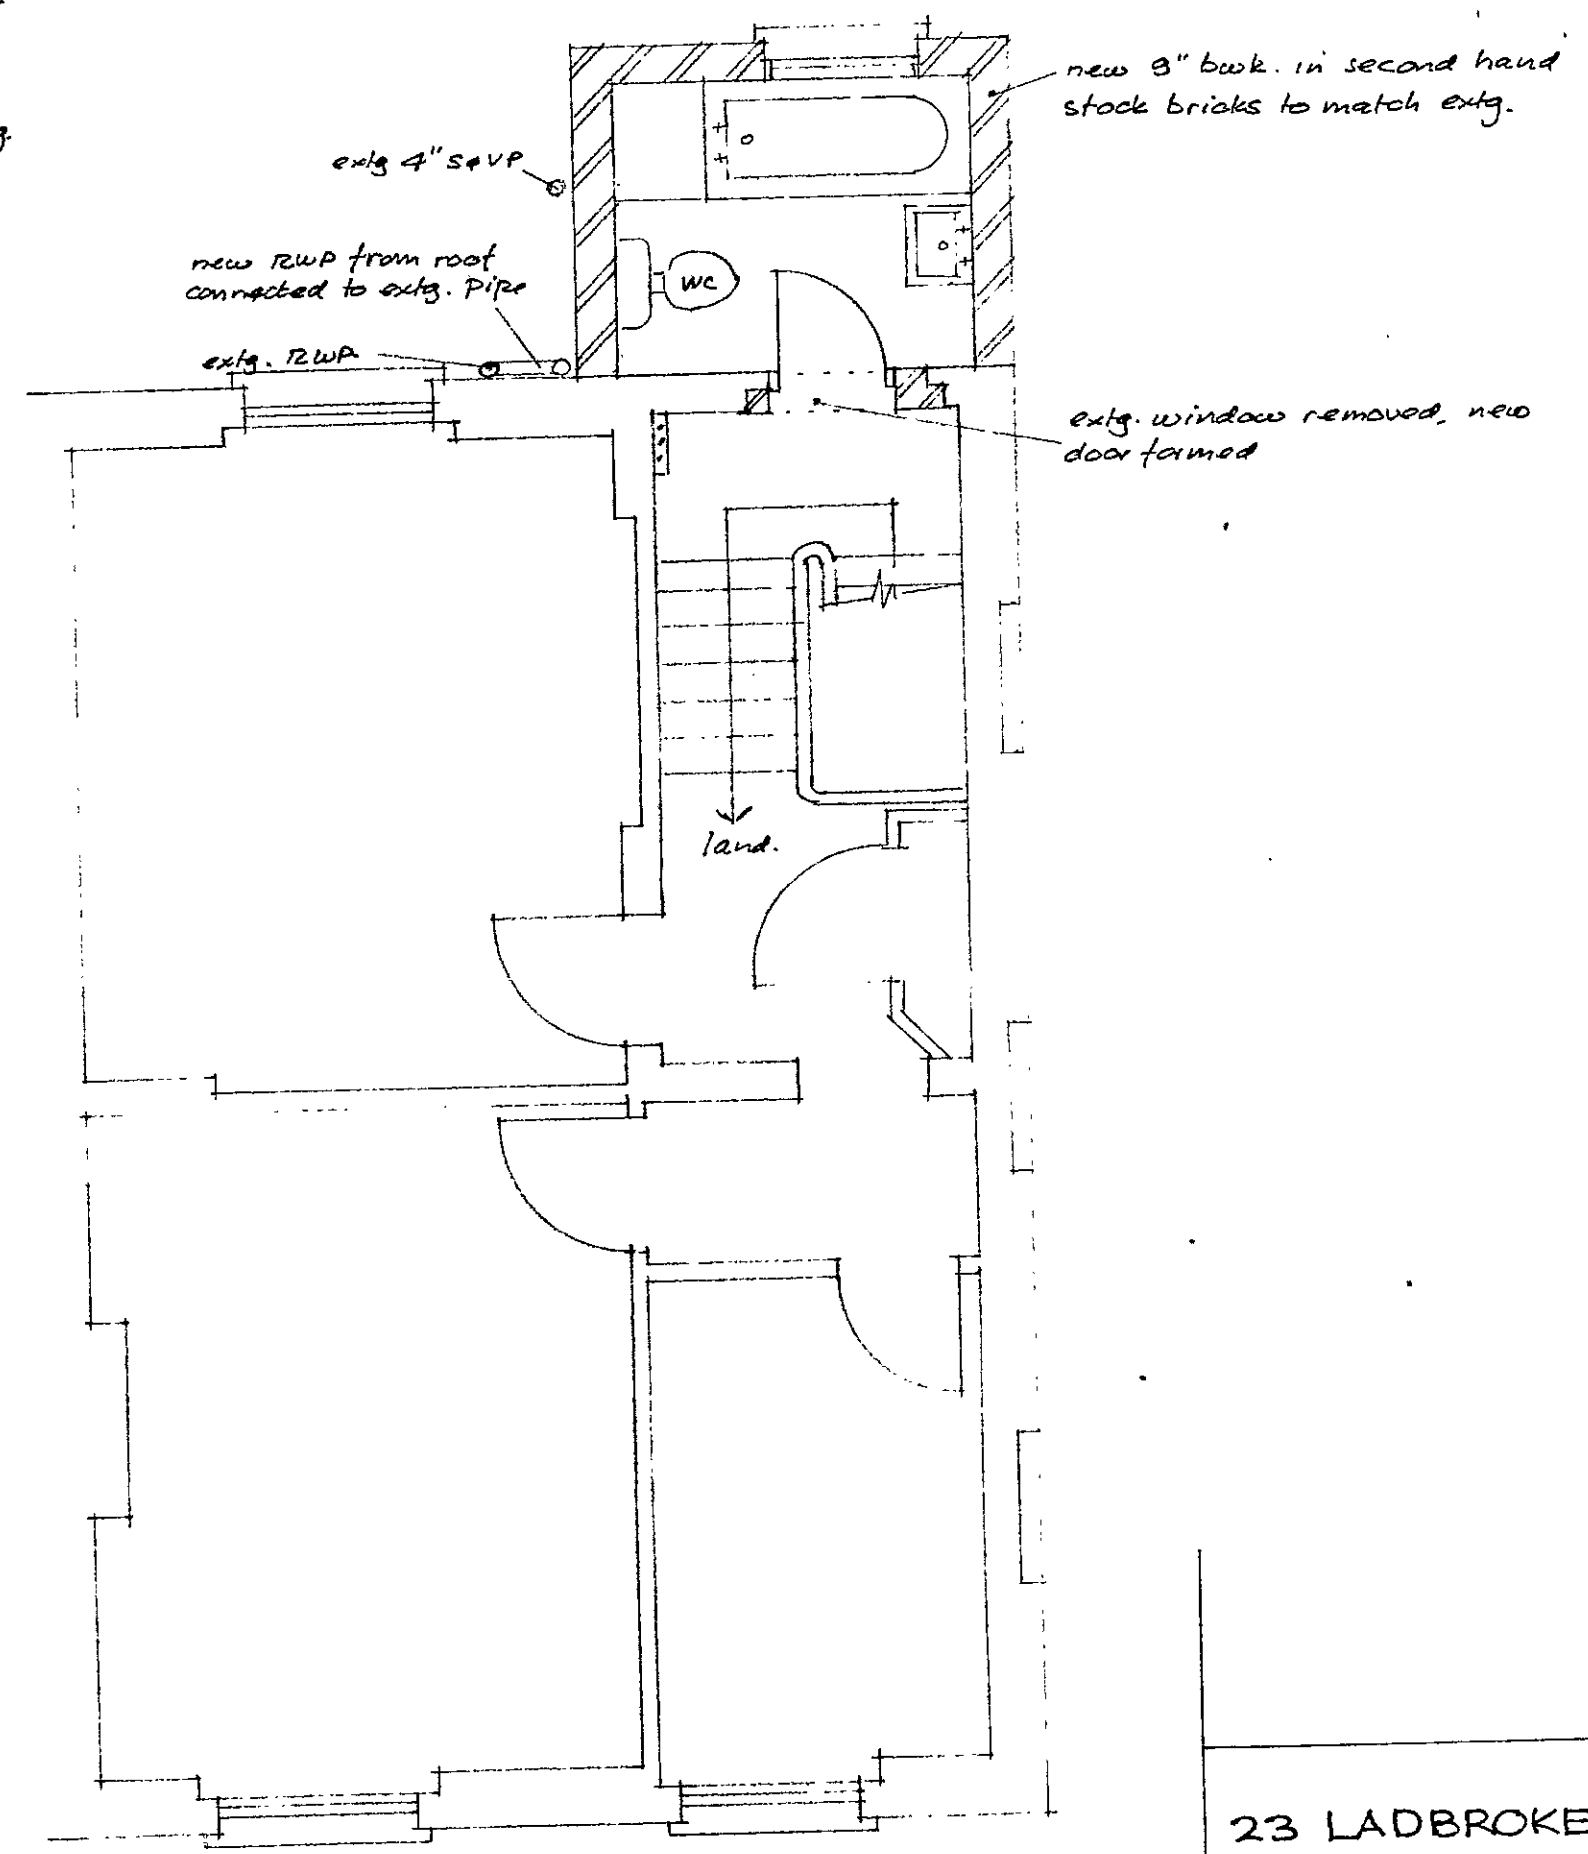 new 9" bwk. in second hand
stock bricks to match extg.
extg 4" s&vp
new RWP from roof
connected to extg. pipe
extg. RWP
WC
extg. window removed, new
door formed
land.
23 LADBROKE